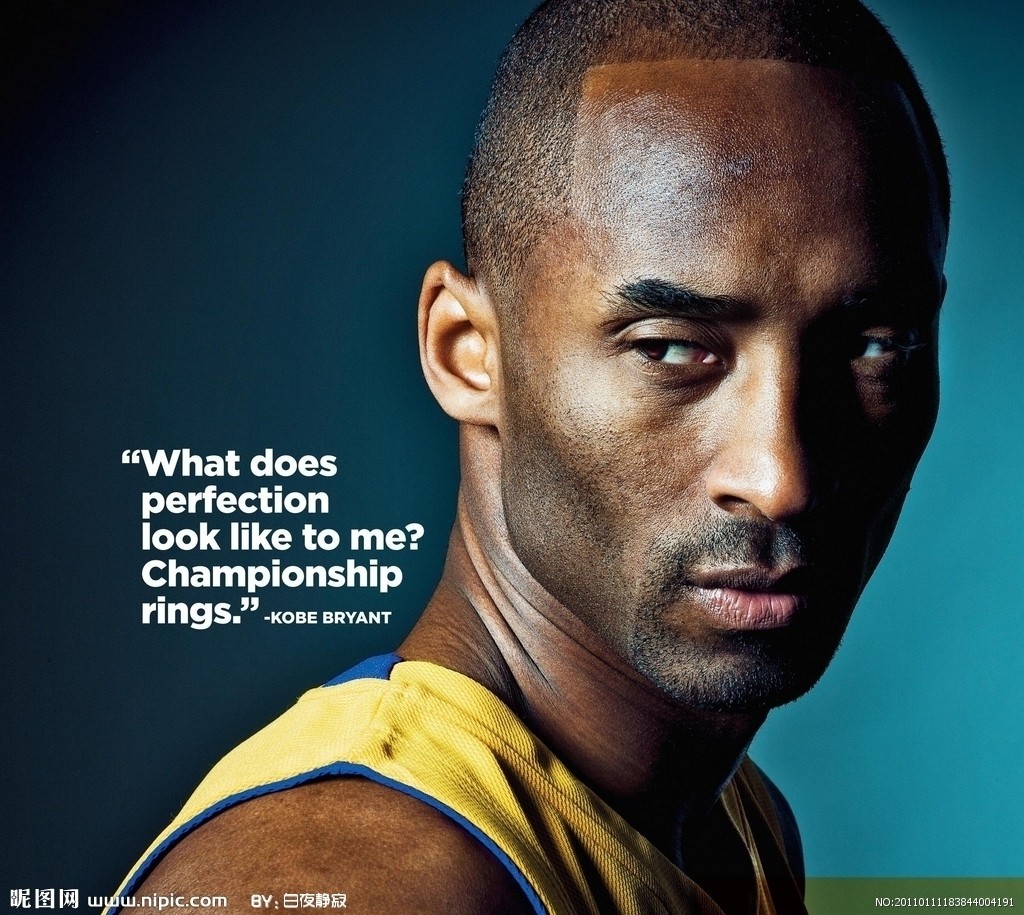 “What does
perfection
look like to me?
Championship
rings.” -KOBE BRYANT
昵图网 www.nipic.com BY: 白夜静寂 NO:20110111183844004191